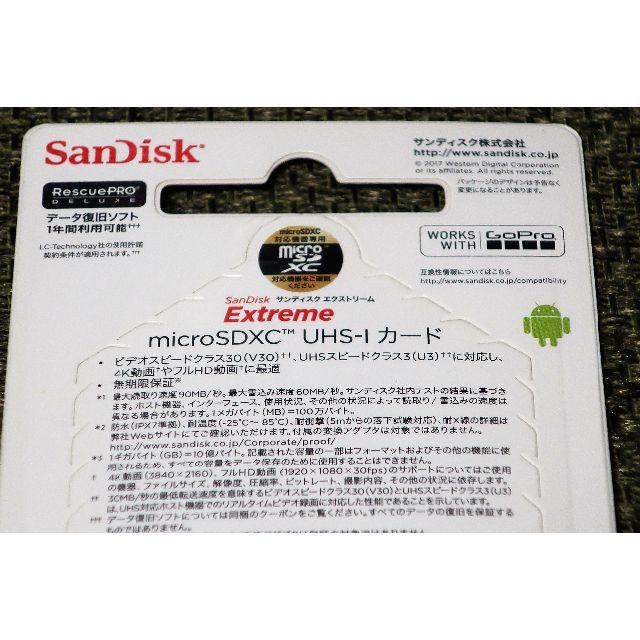 SanDisk®
サンディスク株式会社
http://www.sandisk.co.jp
© 2017 Western Digital Corporation
or its affiliates. All rights reserved.
パッケージのデザインは予告なく
変更になることがあります。
RescuePRO®
DELUXE
データ復旧ソフト
1年間利用可能†††
LC-Technology社の使用許諾
契約条件が適用されます。†††
microSDXC
対応機器専用
micro
SD
XC
対応機器をご確認
ください
WORKS
WITH
GoPro
互換性情報についてはこちら
http://www.sandisk.co.jp/compatibility
SanDisk サンディスク エクストリーム
Extreme
microSDXC™ UHS-I カード
• ビデオスピードクラス30(V30)††、UHSスピードクラス3(U3)††に対応し、
4K動画†やフルHD動画†に最適
• 無期限保証※
*1 最大読取り速度90MB/秒。最大書込み速度60MB/秒。サンディスク社内テストの結果に基づき
ます。ホスト機器、インターフェース、使用状況、その他の状況によって読取り/書込みの速度は
異なる場合があります。1メガバイト(MB)=100万バイト。
*2 防水(IPX7準拠)、耐温度(-25℃～ 85℃)、耐衝撃(5mからの落下試験対応)、耐X線の詳細は
弊社Webサイトにてご確認いただけます。付属の変換アダプタは対象ではありません。
http://www.sandisk.co.jp/Corporate/proof/
*3 1ギガバイト(GB)=10億バイト。記載された容量の一部はフォーマットおよびその他の機能に使
用されるため、すべての容量をデータ保存のために使用することはできません。
† 4K動画(3840×2160)、フルHD動画(1920×1080×30fps)のサポートについてはご使用
の機器、ファイルサイズ、解像度、圧縮率、ビットレート、撮影内容、その他の状況に依存します。
†† 30MB/秒の最低転送速度を意味するビデオスピードクラス30(V30)とUHSスピードクラス3(U3)
は、UHS対応ホスト機器でのリアルタイムビデオ録画に対応した性能であることを示しています。
††† データ復旧ソフトについては同梱のクーポンをご覧ください。すべてのデータの復旧を保証する
ものではありません。